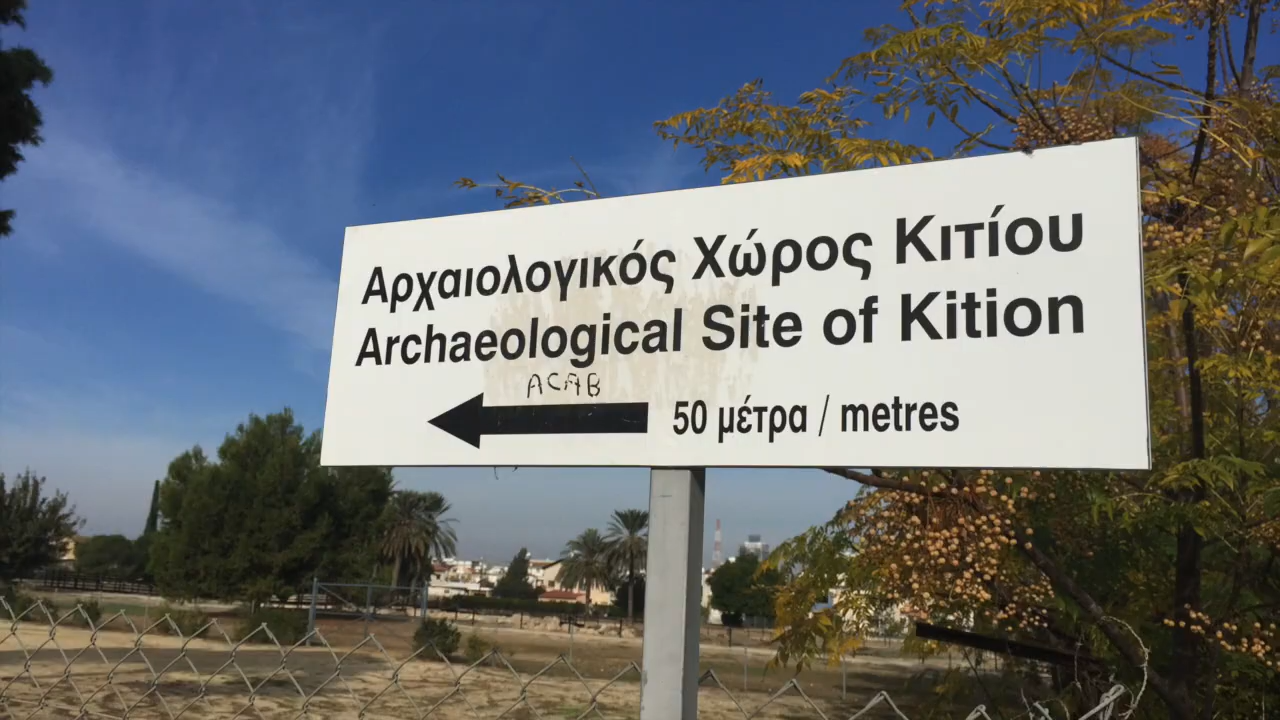 Αρχαιολογικός Χώρος Κιτίου
Archaeological Site of Kition
ACAB
50 μέτρα / metres